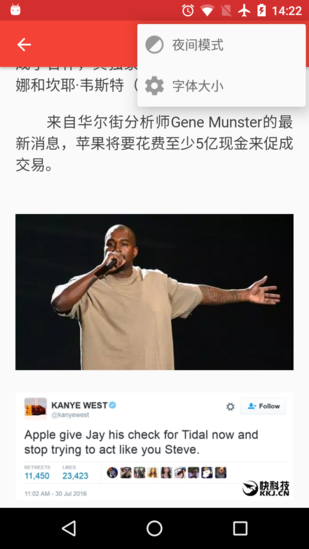 14:22
夜间模式
字体大小
娜和坎耶·韦斯特（
来自华尔街分析师Gene Munster的最
新消息，苹果将要花费至少5亿现金来促成
交易。
KANYE WEST
@kanyewest
Follow
Apple give Jay his check for Tidal now and
stop trying to act like you Steve.
RETWEETS LIKES
11,450 23,423
11:02 AM - 30 Jul 2016
快科技
KKJ.CN